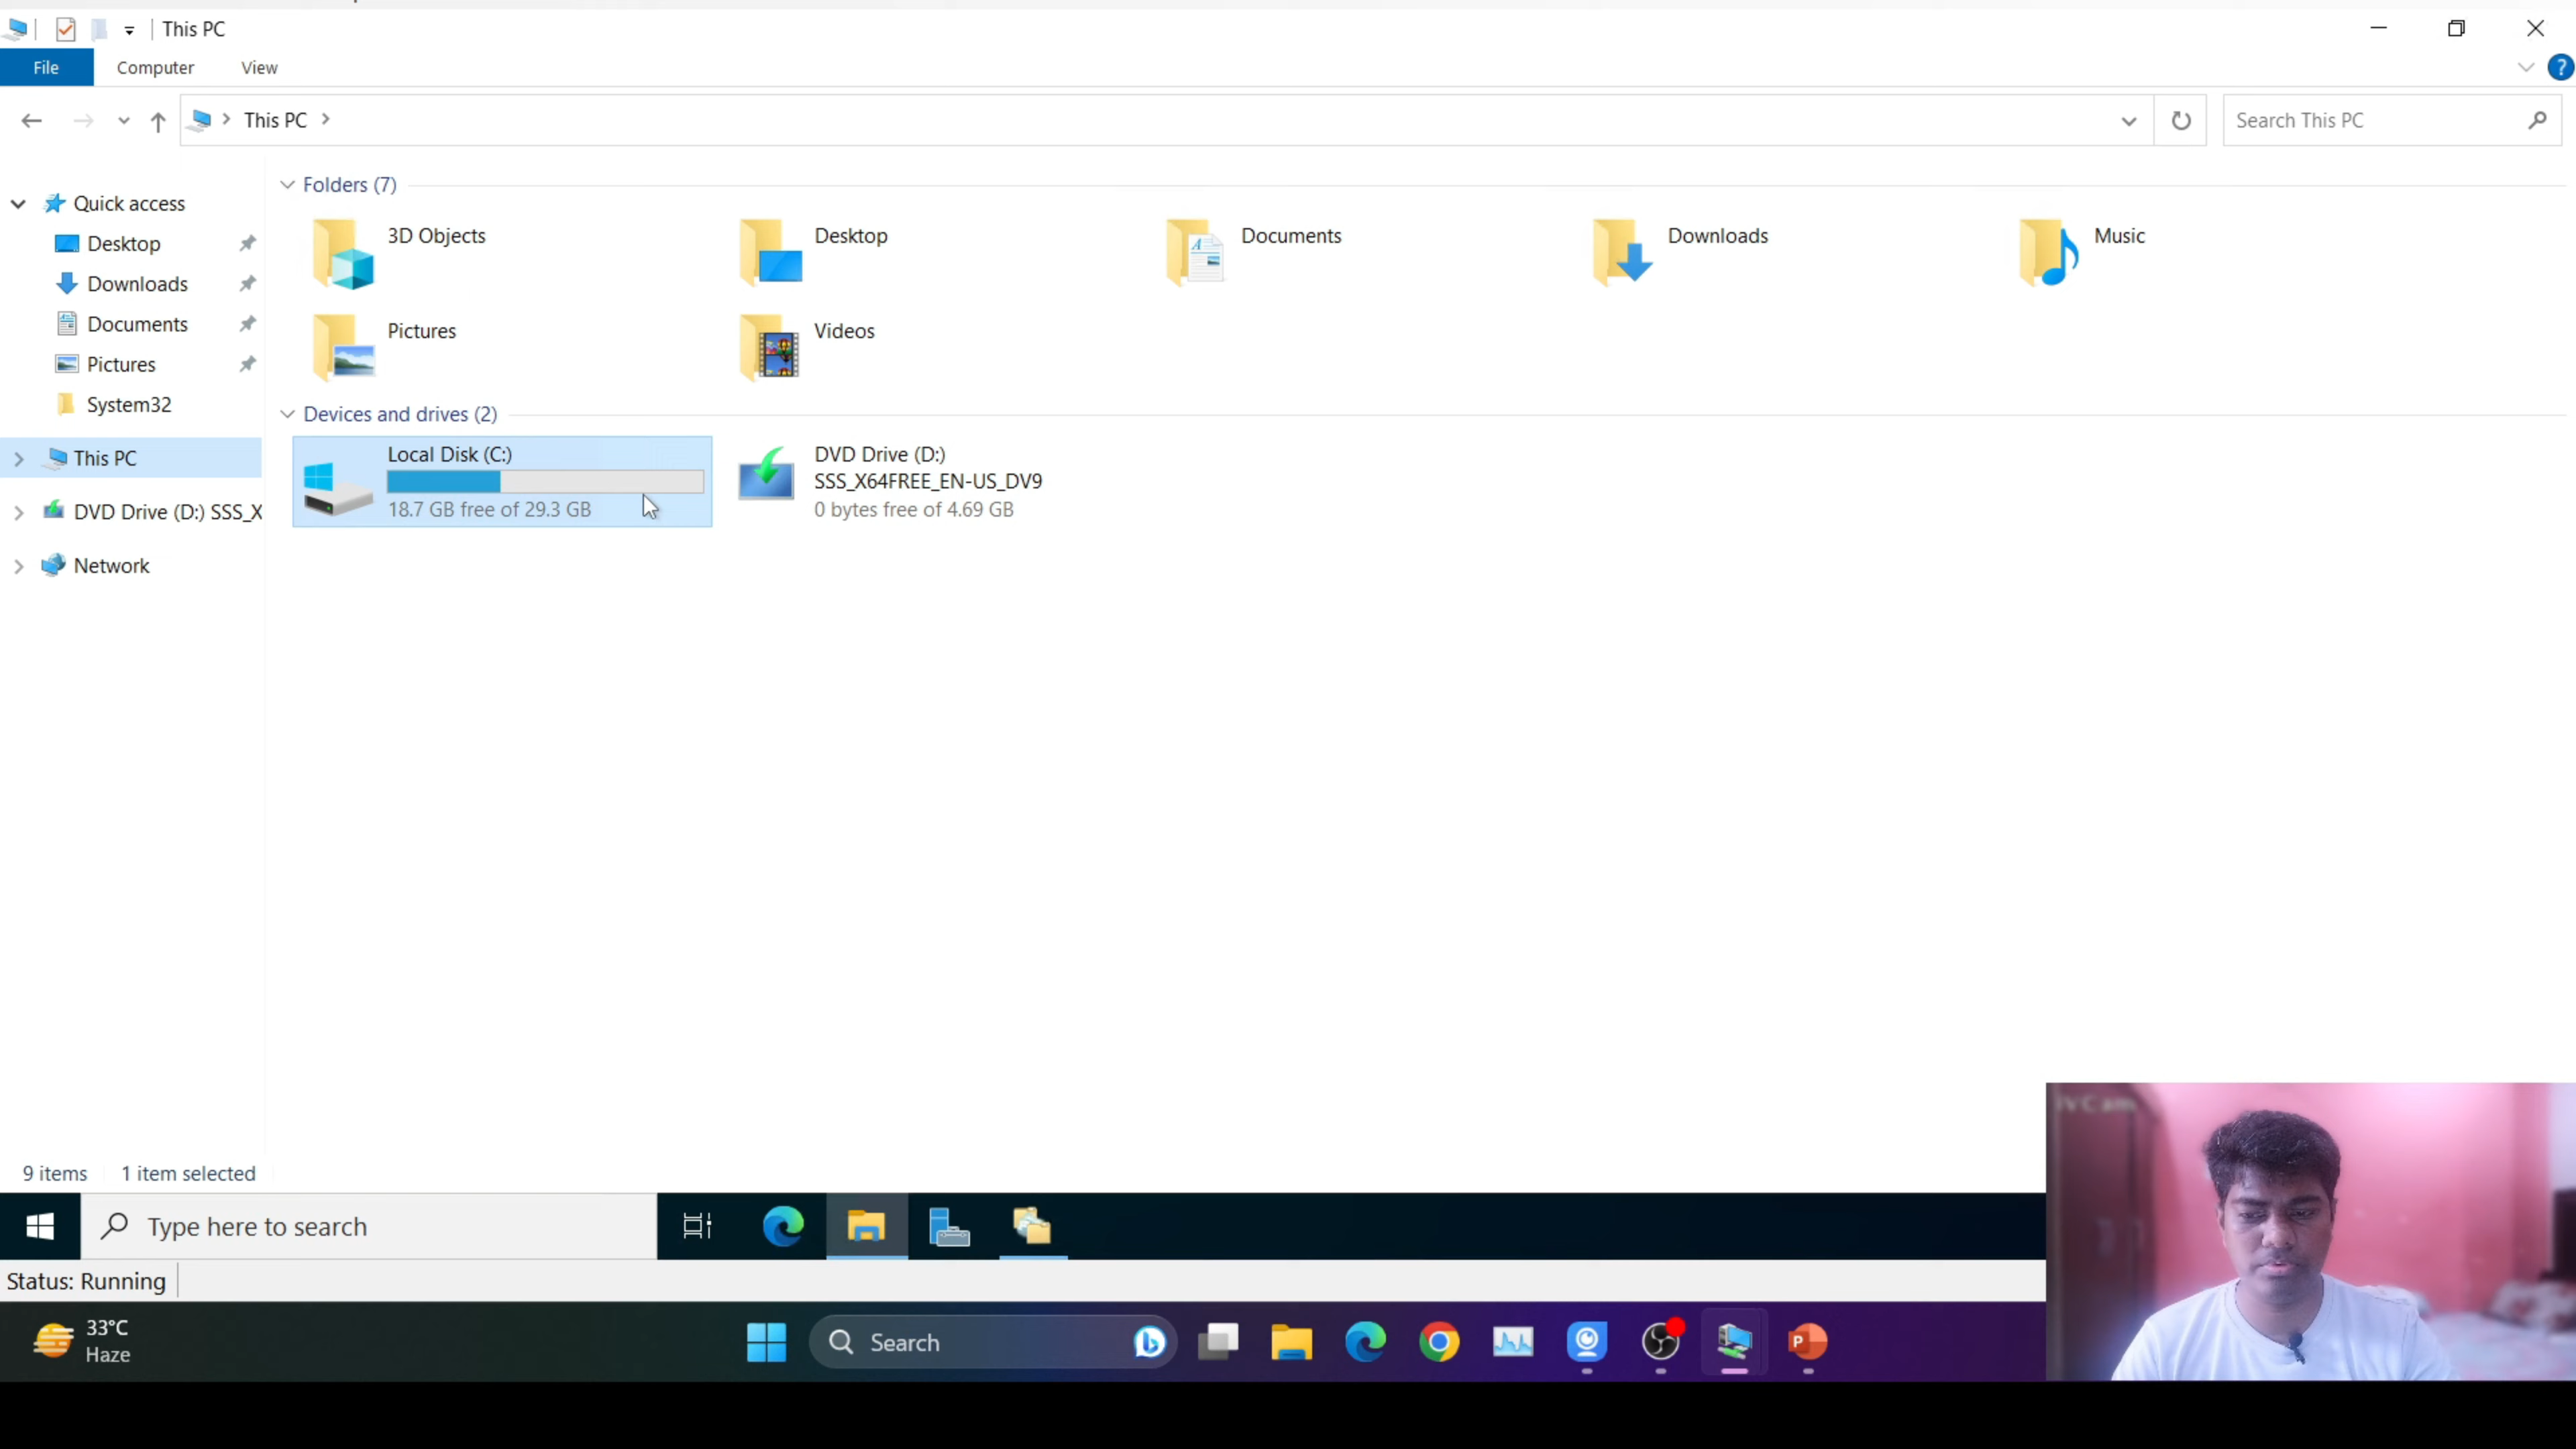 This PC
File Computer View
This PC
Search This PC
Quick access
Desktop
Downloads
Documents
Pictures
System32
This PC
DVD Drive (D:) SSS_X
Network
Folders (7)
3D Objects
Desktop
Documents
Downloads
Music
Pictures
Videos
Devices and drives (2)
Local Disk (C:)
18.7 GB free of 29.3 GB
DVD Drive (D:)
SSS_X64FREE_EN-US_DV9
0 bytes free of 4.69 GB
9 items 1 item selected
iVCam
Type here to search
Status: Running
33°C
Haze
Search